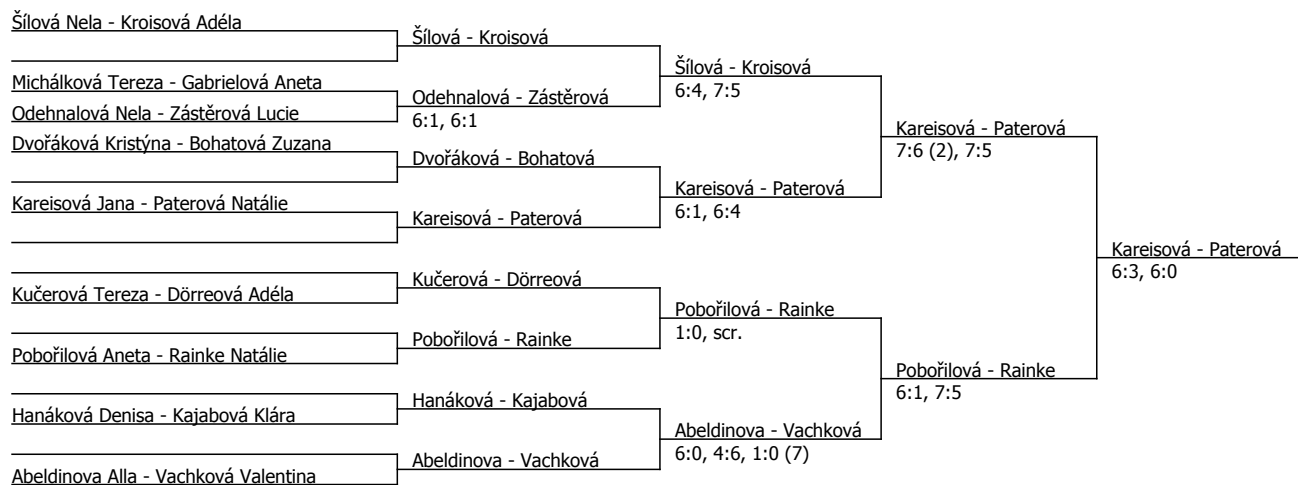 Šílová Nela - Kroisová Adéla
Michálková Tereza - Gabrielová Aneta
Odehnalová Nela - Zástěrová Lucie
Dvořáková Kristýna - Bohatová Zuzana
Kareisová Jana - Paterová Natálie
Kučerová Tereza - Dörreová Adéla
Pobořilová Aneta - Rainke Natálie
Hanáková Denisa - Kajabová Klára
Abeldinova Alla - Vachková Valentina
Šílová - Kroisová
Odehnalová - Zástěrová
6:1, 6:1
Dvořáková - Bohatová
Kareisová - Paterová
Kučerová - Dörreová
Pobořilová - Rainke
Hanáková - Kajabová
Abeldinova - Vachková
Šílová - Kroisová
6:4, 7:5
Kareisová - Paterová
6:1, 6:4
Pobořilová - Rainke
1:0, scr.
Abeldinova - Vachková
6:0, 4:6, 1:0 (7)
Kareisová - Paterová
7:6 (2), 7:5
Pobořilová - Rainke
6:1, 7:5
Kareisová - Paterová
6:3, 6:0